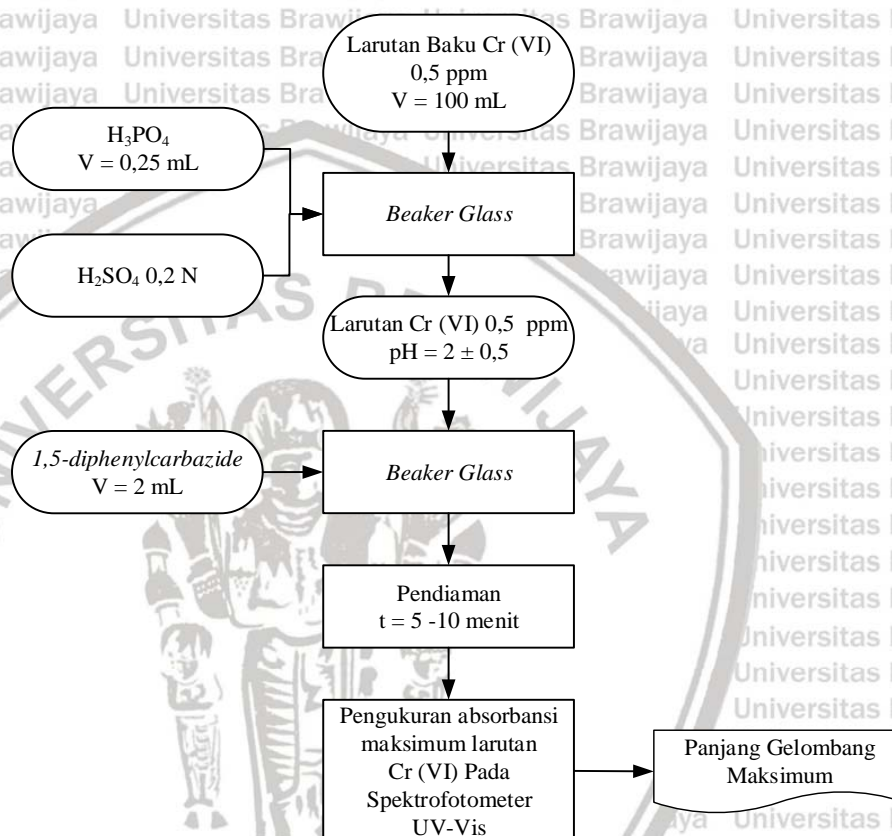 Larutan Baku Cr (VI)
0,5 ppm
V = 100 mL
H₃PO₄
V = 0,25 mL
Beaker Glass
H₂SO₄ 0,2 N
Larutan Cr (VI) 0,5 ppm
pH = 2 ± 0,5
1,5-diphenylcarbazide
V = 2 mL
Beaker Glass
Pendiaman
t = 5 -10 menit
Pengukuran absorbansi
maksimum larutan
Cr (VI) Pada
Spektrofotometer
UV-Vis
Panjang Gelombang
Maksimum